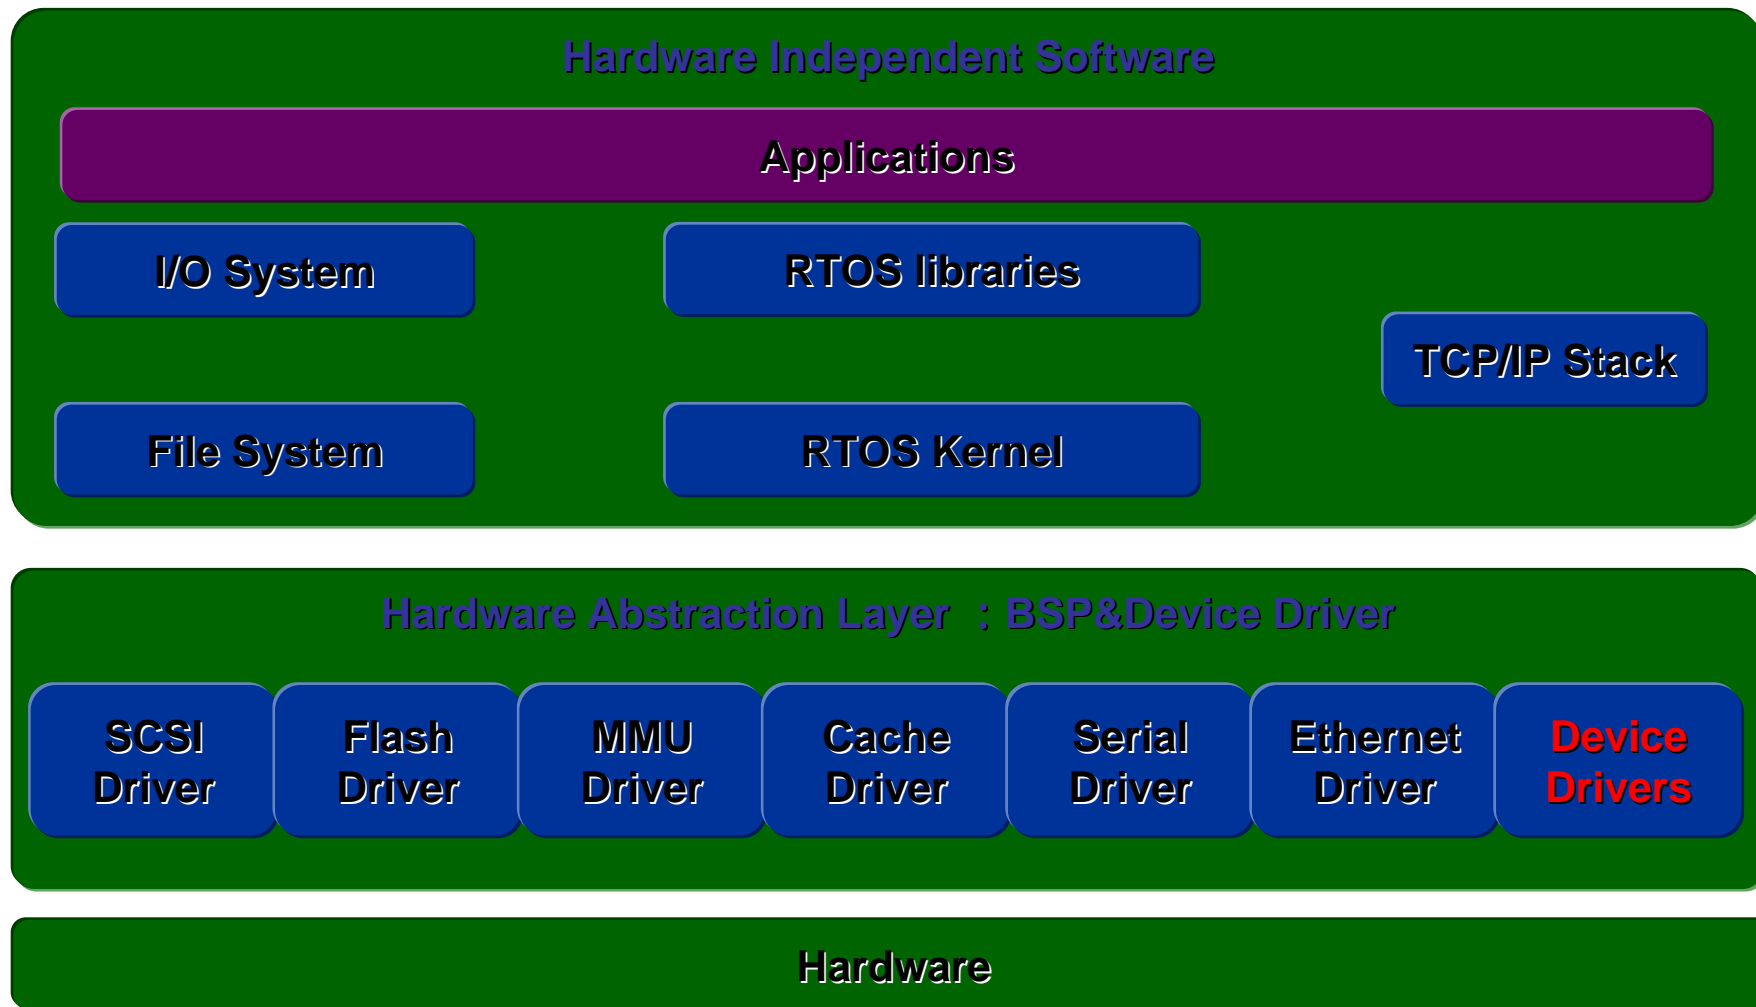 Hardware Independent Software
Applications
I/O System
RTOS libraries
TCP/IP Stack
File System
RTOS Kernel
Hardware Abstraction Layer ：BSP&Device Driver
SCSI
Driver
Flash
Driver
MMU
Driver
Cache
Driver
Serial
Driver
Ethernet
Driver
Device
Drivers
Hardware